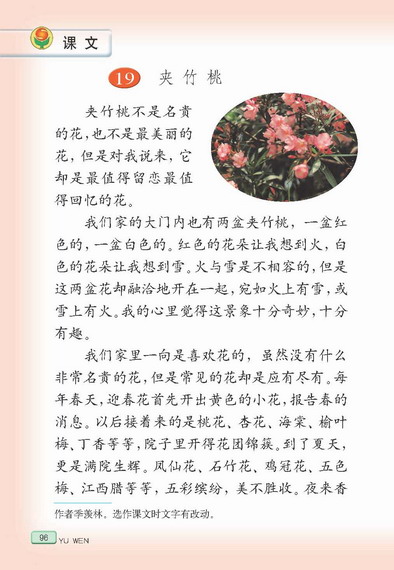 课文
19 夹竹桃
夹竹桃不是名贵
的花,也不是最美丽的
花,但是对我说来,它
却是最值得留恋最值
得回忆的花。
我们家的大门内也有两盆夹竹桃,一盆红
色的,一盆白色的。红色的花朵让我想到火,白
色的花朵让我想到雪。火与雪是不相容的,但是
这两盆花却融洽地开在一起,宛如火上有雪,或
雪上有火。我的心里觉得这景象十分奇妙,十分
有趣。
我们家里一向是喜欢花的,虽然没有什么
非常名贵的花,但是常见的花却是应有尽有。每
年春天,迎春花首先开出黄色的小花,报告春的
消息。以后接着来的是桃花、杏花、海棠、榆叶
梅、丁香等等,院子里开得花团锦簇。到了夏天,
更是满院生辉。凤仙花、石竹花、鸡冠花、五色
梅、江西腊等等,五彩缤纷,美不胜收。夜来香
作者季羡林。选作课文时文字有改动。
96 YU WEN